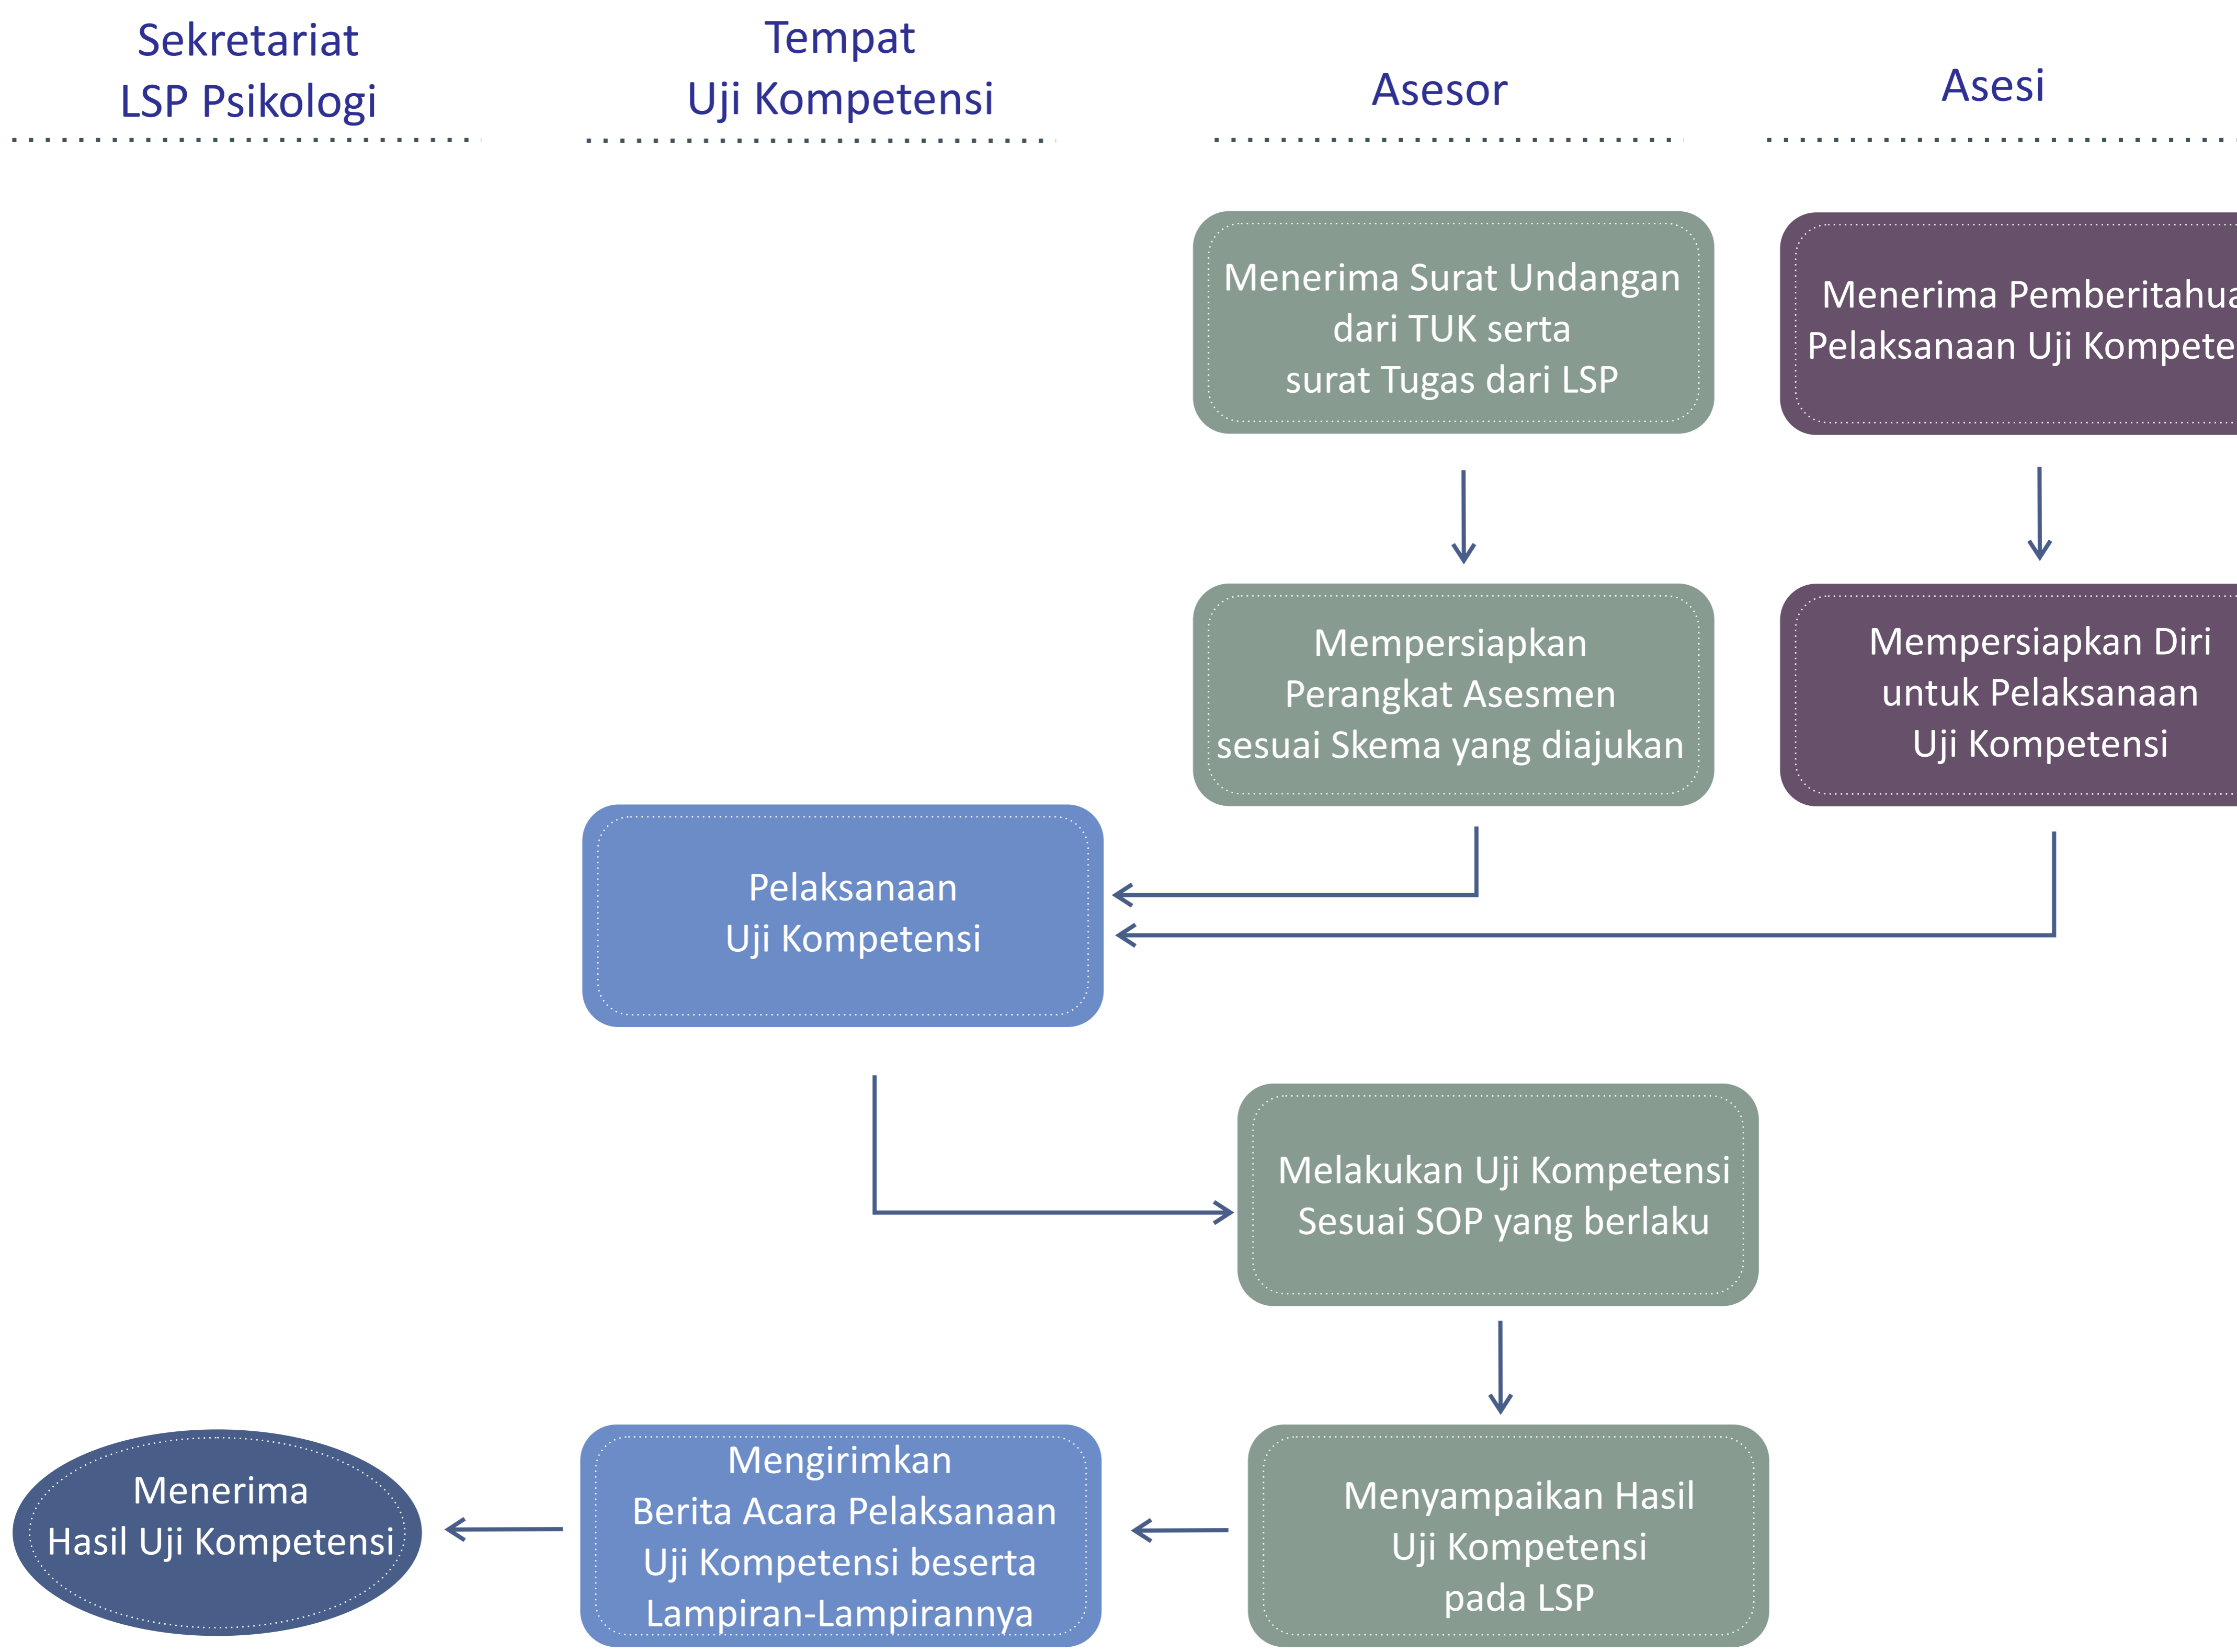 Sekretariat
LSP Psikologi
Tempat
Uji Kompetensi
Asesor
Asesi
Menerima Surat Undangan
dari TUK serta
surat Tugas dari LSP
Menerima
Pelaksanaan Uji
Mempersiapkan
Perangkat Asesmen
sesuai Skema yang diajukan
Mempersiapkan Diri
untuk Pelaksanaan
Uji Kompetensi
Pelaksanaan
Uji Kompetensi
Melakukan Uji Kompetensi
Sesuai SOP yang berlaku
Menerima
Hasil Uji Kompetensi
Mengirimkan
Berita Acara Pelaksanaan
Uji Kompetensi beserta
Lampiran-Lampirannya
Menyampaikan Hasil
Uji Kompetensi
pada LSP